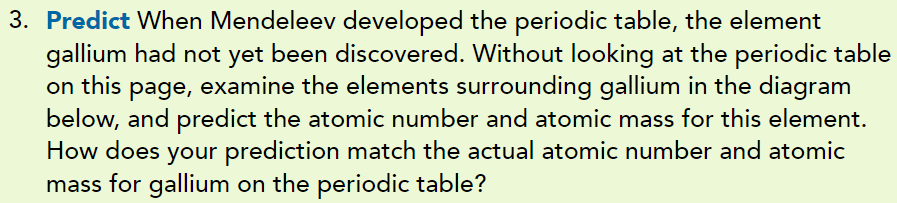 3. Predict When Mendeleev developed the periodic table, the element
gallium had not yet been discovered. Without looking at the periodic table
on this page, examine the elements surrounding gallium in the diagram
below, and predict the atomic number and atomic mass for this element.
How does your prediction match the actual atomic number and atomic
mass for gallium on the periodic table?